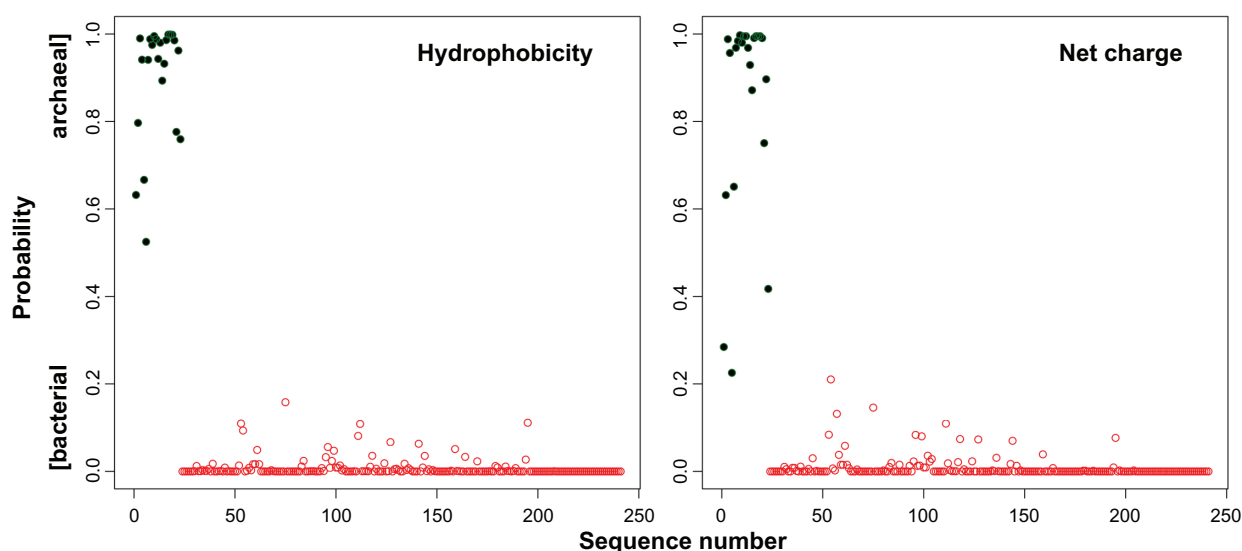 Hydrophobicity
Net charge
Probability
[bacterial
archaeal]
0.0 0.2 0.4 0.6 0.8 1.0
0.0 0.2 0.4 0.6 0.8 1.0
0 50 100 150 200 250
0 50 100 150 200 250
Sequence number